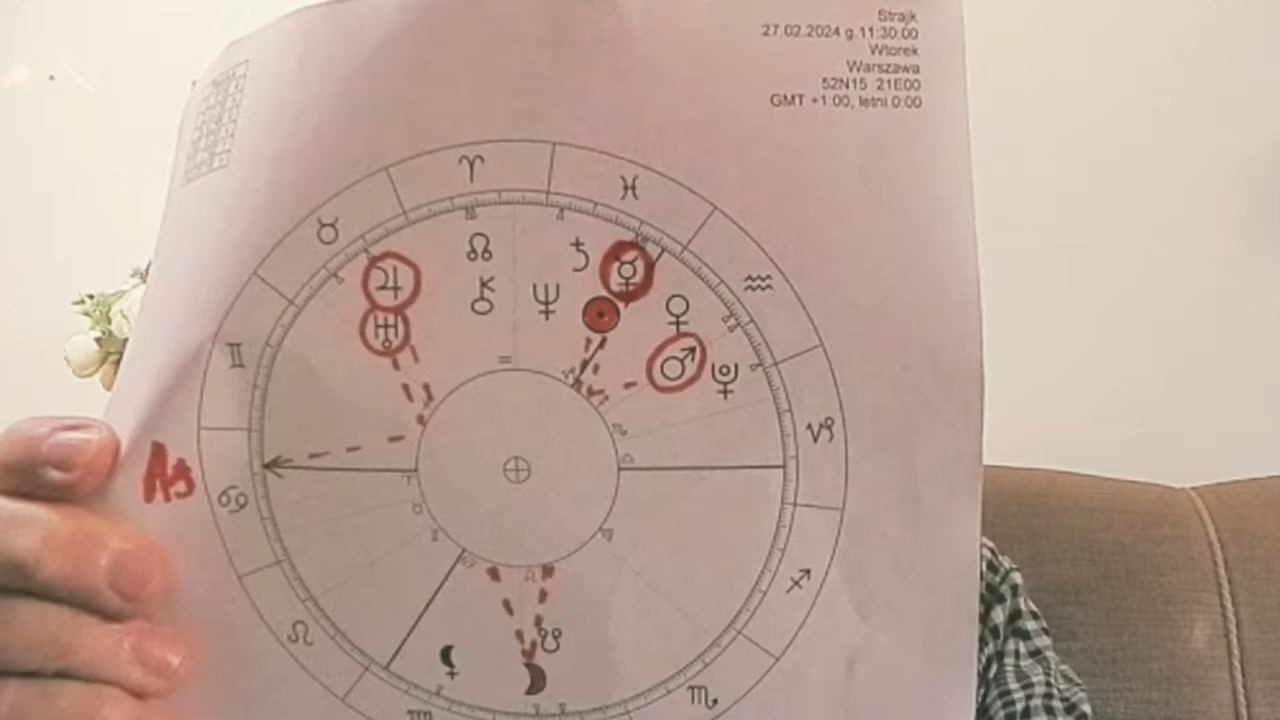 Strajk
27.02.2024 g.11:30.00
Wtorek
Warszawa
52N15 21E00
GMT +1:00, letni 0:00
As